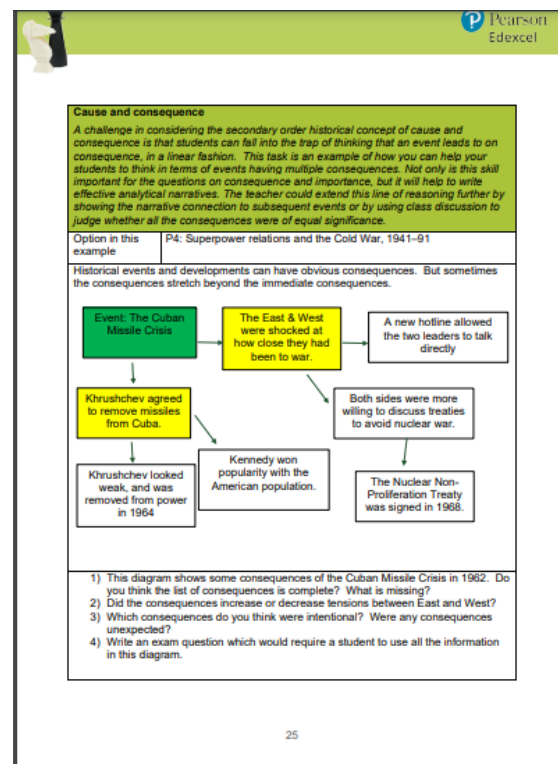 Pearson
Edexcel
Cause and consequence
A challenge in considering the secondary order historical concept of cause and
consequence is that students can fall into the trap of thinking that an event leads to on
consequence, in a linear fashion. This task is an example of how you can help your
students to think in terms of events having multiple consequences. Not only is this skill
important for the questions on consequence and importance, but it will help to write
effective analytical narratives. The teacher could extend this line of reasoning further by
showing the narrative connection to subsequent events or by using class discussion to
judge whether all the consequences were of equal significance.
Option in this
example
P4: Superpower relations and the Cold War, 1941–91
Historical events and developments can have obvious consequences. But sometimes
the consequences stretch beyond the immediate consequences.
Event: The Cuban
Missile Crisis
The East & West
were shocked at
how close they had
been to war.
A new hotline allowed
the two leaders to talk
directly
Khrushchev agreed
to remove missiles
from Cuba.
Both sides were more
willing to discuss treaties
to avoid nuclear war.
Khrushchev looked
weak, and was
removed from power
in 1964
Kennedy won
popularity with the
American population.
The Nuclear Non-
Proliferation Treaty
was signed in 1968.
1) This diagram shows some consequences of the Cuban Missile Crisis in 1962. Do
you think the list of consequences is complete? What is missing?
2) Did the consequences increase or decrease tensions between East and West?
3) Which consequences do you think were intentional? Were any consequences
unexpected?
4) Write an exam question which would require a student to use all the information
in this diagram.
25